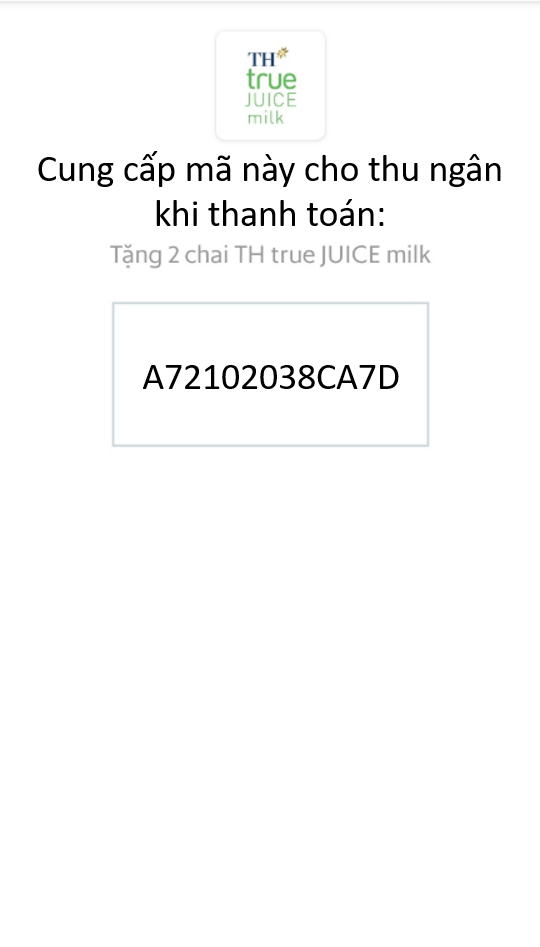 TH
true
JUICE
milk
Cung cấp mã này cho thu ngân
khi thanh toán:
Tặng 2 chai TH true JUICE milk
A72102038CA7D